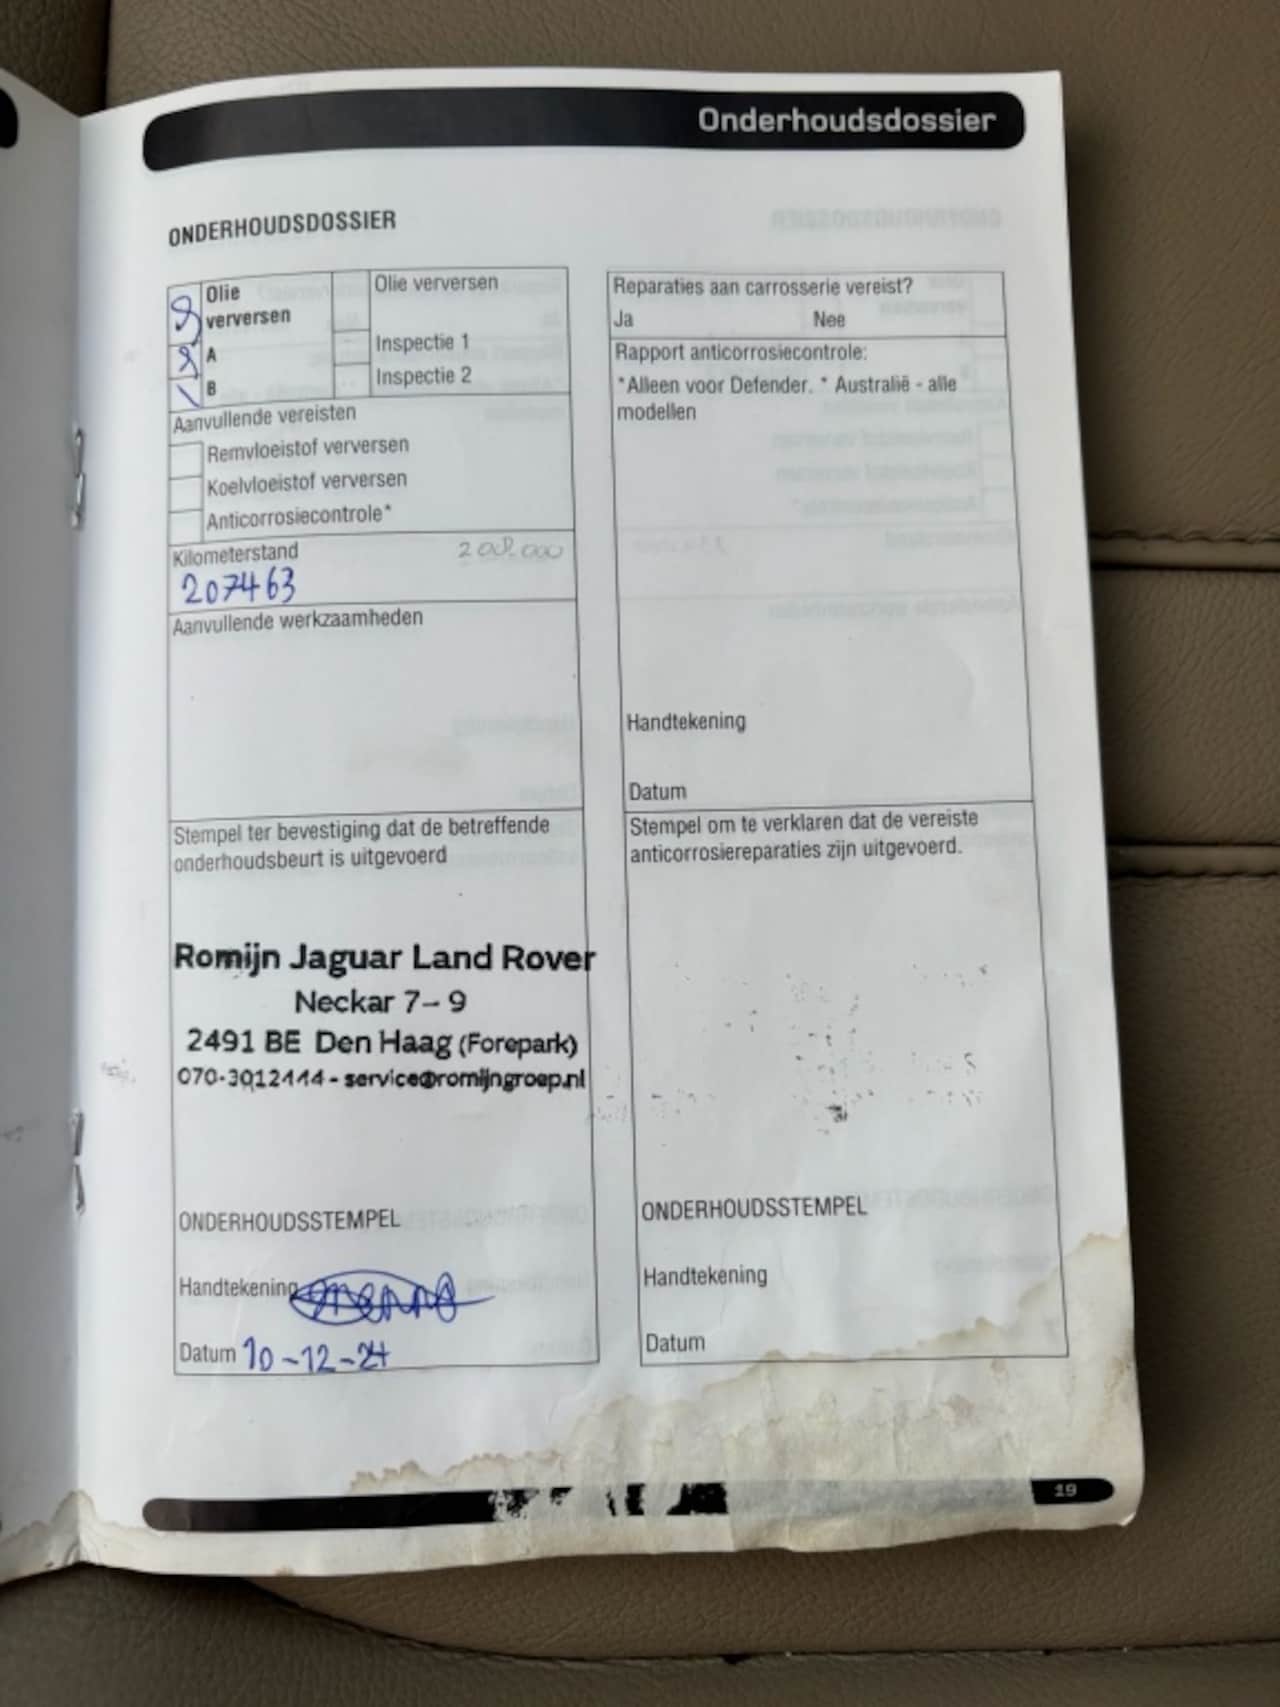 Onderhoudsdossier
ONDERHOUDSDOSSIER
Olie
verversen
A
B
Olie verversen
Inspectie 1
Inspectie 2
Aanvullende vereisten
Remvloeistof verversen
Koelvloeistof verversen
Anticorrosiecontrole*
Kilometerstand 208.000
207463
Aanvullende werkzaamheden
Stempel ter bevestiging dat de betreffende
onderhoudsbeurt is uitgevoerd
Romijn Jaguar Land Rover
Neckar 7-9
2491 BE Den Haag (Forepark)
070-3012444 - service@romijngroep.nl
ONDERHOUDSSTEMPEL
Handtekening
Datum 10-12-24
Reparaties aan carrosserie vereist?
Ja Nee
Rapport anticorrosiecontrole:
*Alleen voor Defender. * Australië - alle
modellen
Handtekening
Datum
Stempel om te verklaren dat de vereiste
anticorrosiereparaties zijn uitgevoerd.
ONDERHOUDSSTEMPEL
Handtekening
Datum
19